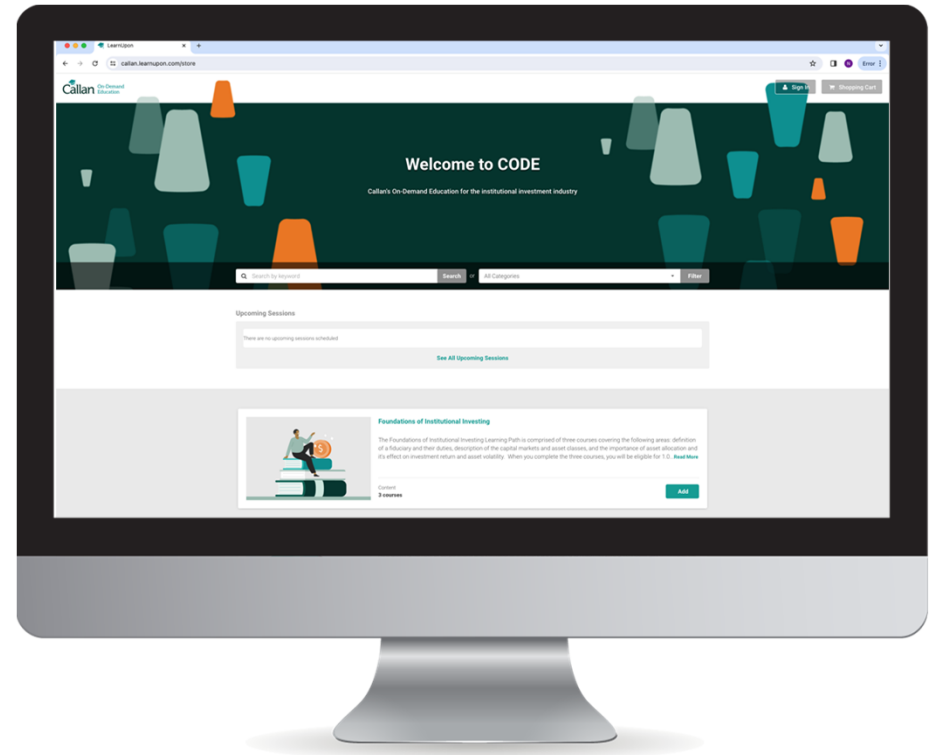 LearnUpon
callan.learnupon.com/store
Error
Callan On-Demand
Education
Sign In
Shopping Cart
Welcome to CODE
Callan's On-Demand Education for the institutional investment industry
Search by keyword
Search
or
All Categories
Filter
Upcoming Sessions
There are no upcoming sessions scheduled
See All Upcoming Sessions
Foundations of Institutional Investing
The Foundations of Institutional Investing Learning Path is comprised of three courses covering the following areas: definition
of a fiduciary and their duties, description of the capital markets and asset classes, and the importance of asset allocation and
it's effect on investment return and asset volability. When you complete the three courses, you will be eligible for 1.0.. Read More
Content
3 courses
Add